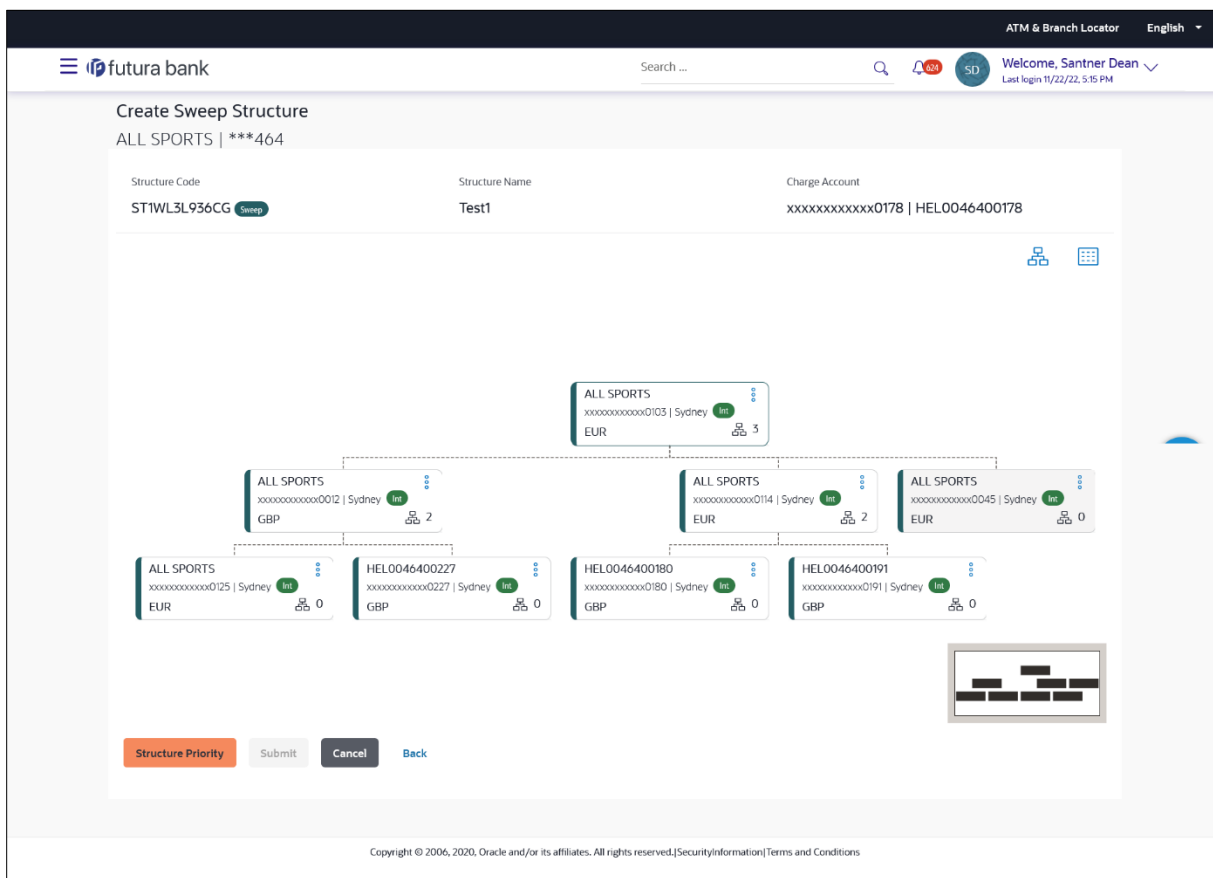 ATM & Branch Locator English
futura bank
Search ...
624
SD
Welcome, Santner Dean
Last login 11/22/22, 5:15 PM
Create Sweep Structure
ALL SPORTS | ***464
Structure Code
ST1WL3L936CG Sweep
Structure Name
Test1
Charge Account
xxxxxxxxxxxx0178 | HEL0046400178
ALL SPORTS
xxxxxxxxxxxx0103 | Sydney Int
EUR 3
ALL SPORTS
xxxxxxxxxxxx0012 | Sydney Int
GBP 2
ALL SPORTS
xxxxxxxxxxxx0114 | Sydney Int
EUR 2
ALL SPORTS
xxxxxxxxxxxx0045 | Sydney Int
EUR 0
ALL SPORTS
xxxxxxxxxxxx0125 | Sydney Int
EUR 0
HEL0046400227
xxxxxxxxxxxx0227 | Sydney Int
GBP 0
HEL0046400180
xxxxxxxxxxxx0180 | Sydney Int
GBP 0
HEL0046400191
xxxxxxxxxxxx0191 | Sydney Int
GBP 0
Structure Priority Submit Cancel Back
Copyright © 2006, 2020, Oracle and/or its affiliates. All rights reserved.|SecurityInformation|Terms and Conditions